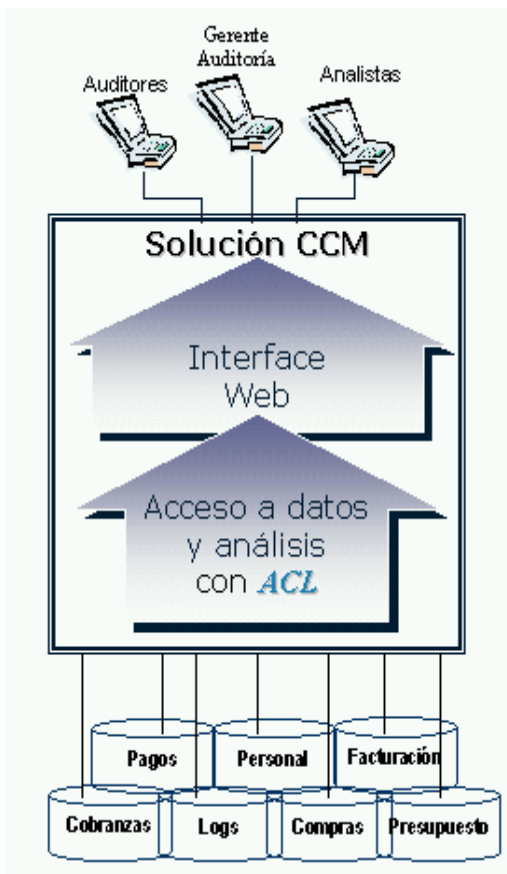 Gerente
Auditoría
Auditores
Analistas
Solución CCM
Interface
Web
Acceso a datos
y análisis
con ACL
Pagos
Personal
Facturación
Cobranzas
Logs
Compras
Presupuesto